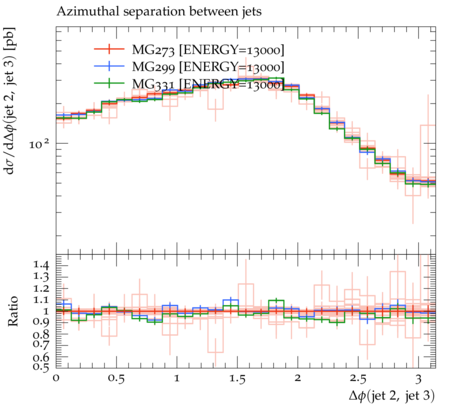 Azimuthal separation between jets
dσ/dΔϕ(jet 2, jet 3) [pb]
MG273 [ENERGY=13000]
MG299 [ENERGY=13000]
MG331 [ENERGY=13000]
10²
Ratio
1.4
1.3
1.2
1.1
1
0.9
0.8
0.7
0.6
0.5
0 0.5 1 1.5 2 2.5 3
Δϕ(jet 2, jet 3)